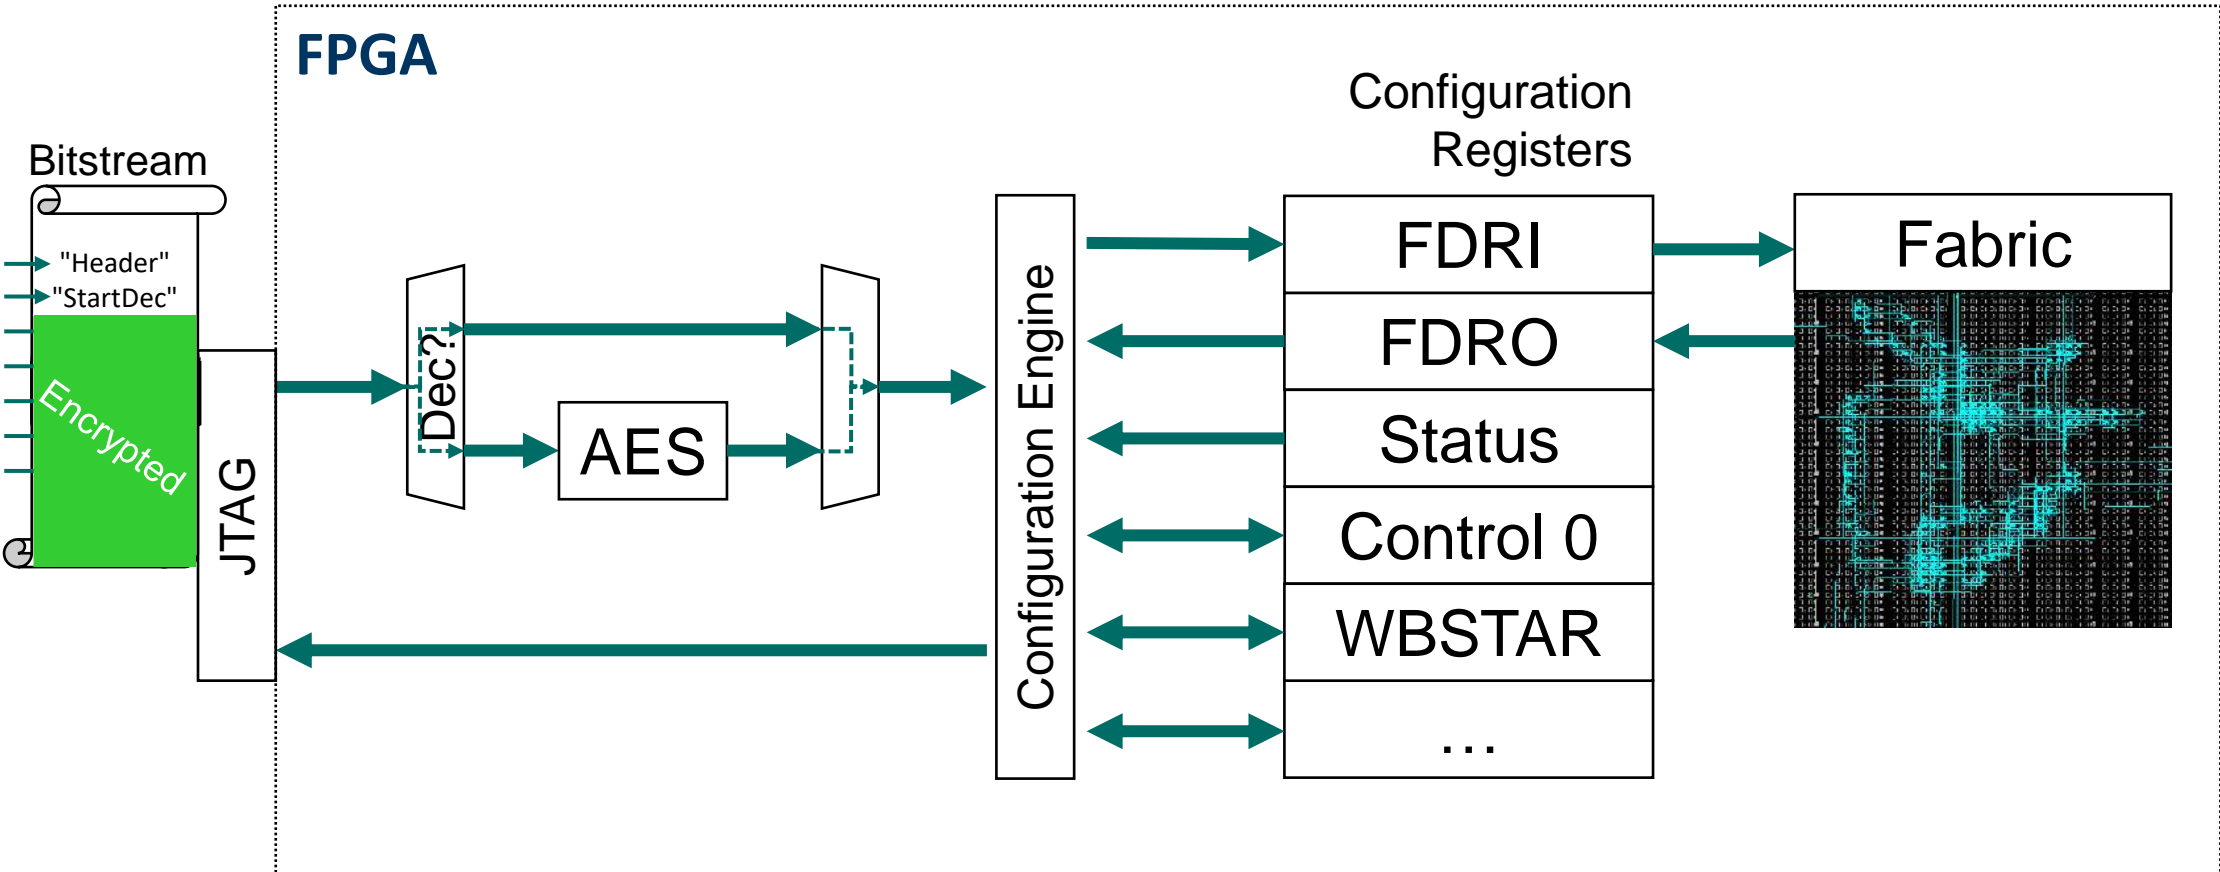 FPGA
Configuration
Registers
Bitstream
"Header"
"StartDec"
Encrypted
JTAG
Dec?
AES
Configuration Engine
FDRI
FDRO
Status
Control 0
WBSTAR
...
Fabric